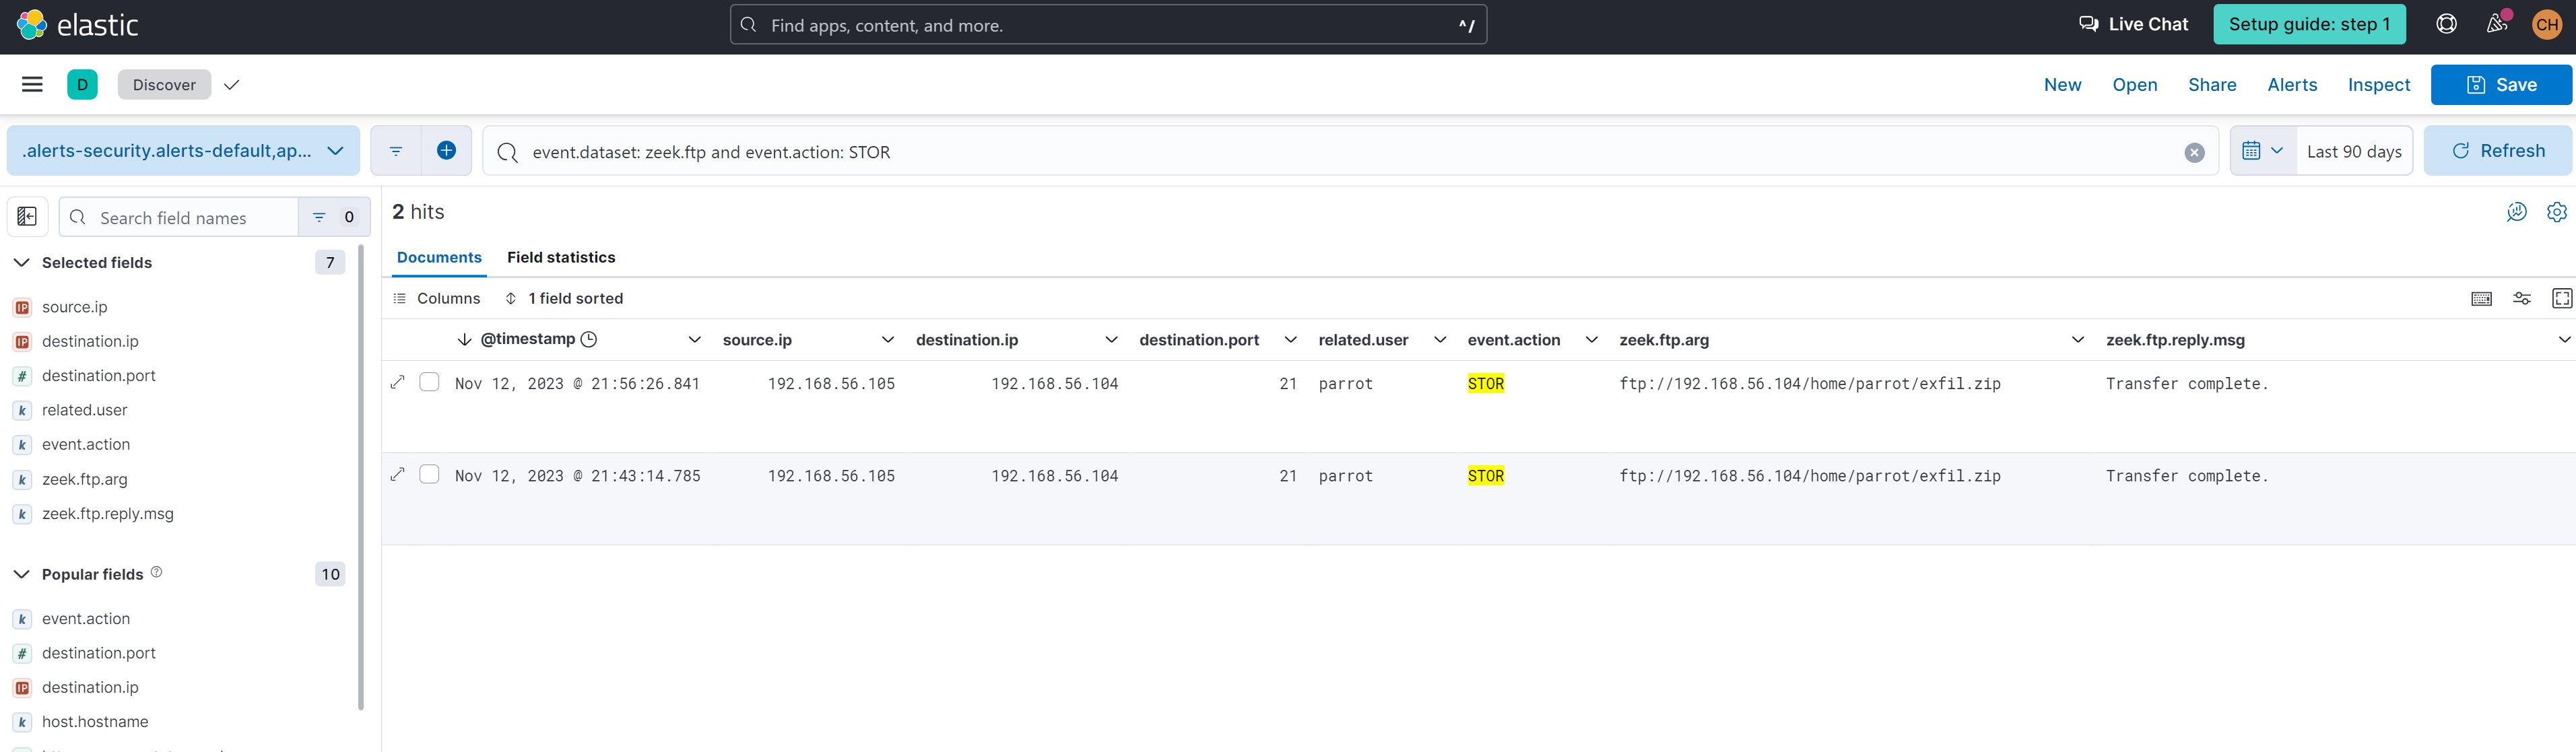 elastic
Find apps, content, and more.
^/
Live Chat
Setup guide: step 1
CH
D
Discover
New
Open
Share
Alerts
Inspect
Save
.alerts-security.alerts-default,ap...
event.dataset: zeek.ftp and event.action: STOR
Last 90 days
Refresh
Search field names
0
2 hits
Documents
Field statistics
Columns
1 field sorted
Selected fields 7
IP source.ip
IP destination.ip
# destination.port
k related.user
k event.action
k zeek.ftp.arg
k zeek.ftp.reply.msg
Popular fields 10
k event.action
# destination.port
IP destination.ip
k host.hostname
@timestamp source.ip destination.ip destination.port related.user event.action zeek.ftp.arg zeek.ftp.reply.msg
Nov 12, 2023 @ 21:56:26.841 192.168.56.105 192.168.56.104 21 parrot STOR ftp://192.168.56.104/home/parrot/exfil.zip Transfer complete.
Nov 12, 2023 @ 21:43:14.785 192.168.56.105 192.168.56.104 21 parrot STOR ftp://192.168.56.104/home/parrot/exfil.zip Transfer complete.